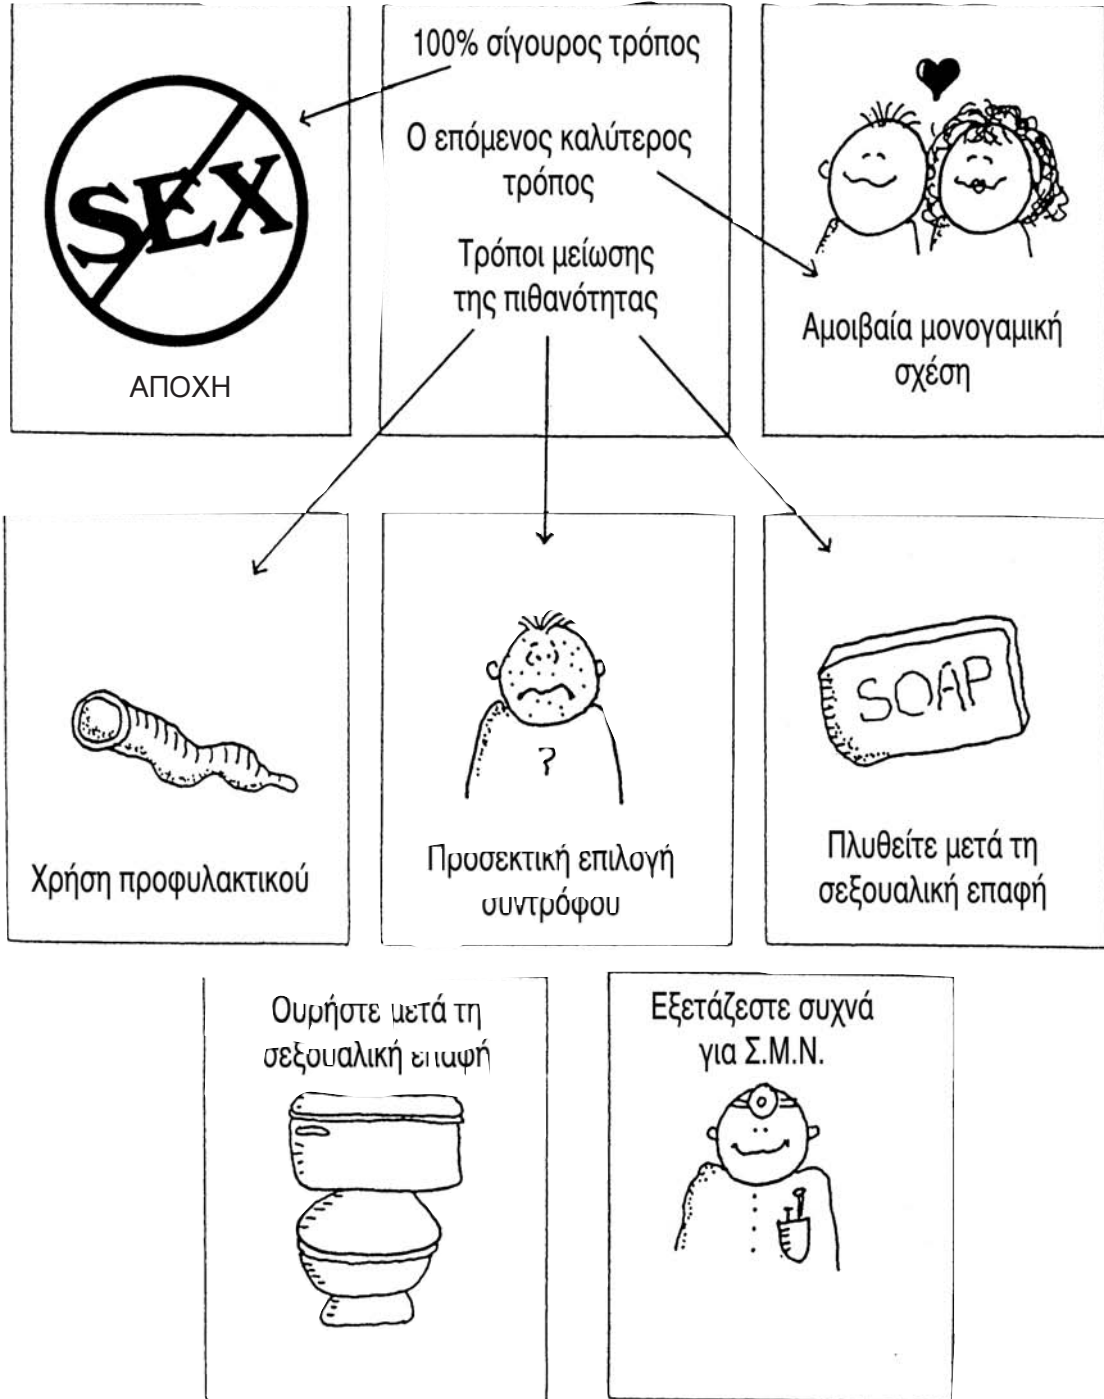 SEX
ΑΠΟΧΗ
100% σίγουρος τρόπος
Ο επόμενος καλύτερος
τρόπος
Τρόποι μείωσης
της πιθανότητας
Αμοιβαία μονογαμική
σχέση
Χρήση προφυλακτικού
?
Προσεκτική επιλογή
συντρόφου
SOAP
Πλυθείτε μετά τη
σεξουαλική επαφή
Ουρήστε μετά τη
σεξουαλική επαφή
Εξετάζεστε συχνά
για Σ.Μ.Ν.